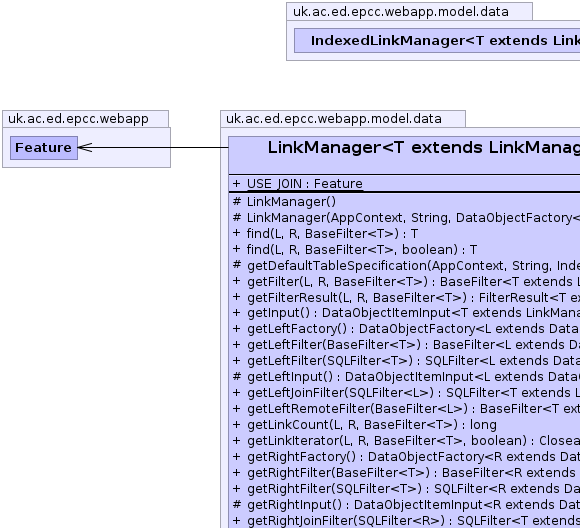 uk.ac.ed.epcc.webapp.model.data
IndexedLinkManager<T extends Link
uk.ac.ed.epcc.webapp
Feature
uk.ac.ed.epcc.webapp.model.data
LinkManager<T extends LinkManag
+ USE_JOIN : Feature
# LinkManager()
# LinkManager(AppContext, String, DataObjectFactory<
+ find(L, R, BaseFilter<T>) : T
+ find(L, R, BaseFilter<T>, boolean) : T
# getDefaultTableSpecification(AppContext, String, Inde
+ getFilter(L, R, BaseFilter<T>) : BaseFilter<T extends L
+ getFilterResult(L, R, BaseFilter<T>) : FilterResult<T ex
+ getInput() : DataObjectItemInput<T extends LinkMana
+ getLeftFactory() : DataObjectFactory<L extends Data
+ getLeftFilter(BaseFilter<T>) : BaseFilter<L extends Da
+ getLeftFilter(SQLFilter<T>) : SQLFilter<L extends Data
# getLeftInput() : DataObjectItemInput<L extends DataO
+ getLeftJoinFilter(SQLFilter<L>) : SQLFilter<T extends L
+ getLeftRemoteFilter(BaseFilter<L>) : BaseFilter<T ext
+ getLinkCount(L, R, BaseFilter<T>) : long
+ getLinkIterator(L, R, BaseFilter<T>, boolean) : Closea
+ getRightFactory() : DataObjectFactory<R extends Dat
+ getRightFilter(BaseFilter<T>) : BaseFilter<R extends
+ getRightFilter(SQLFilter<T>) : SQLFilter<R extends Da
# getRightInput() : DataObjectItemInput<R extends Dat
+ getRightJoinFilter(SQLFilter<R>) : SQLFilter<T extends